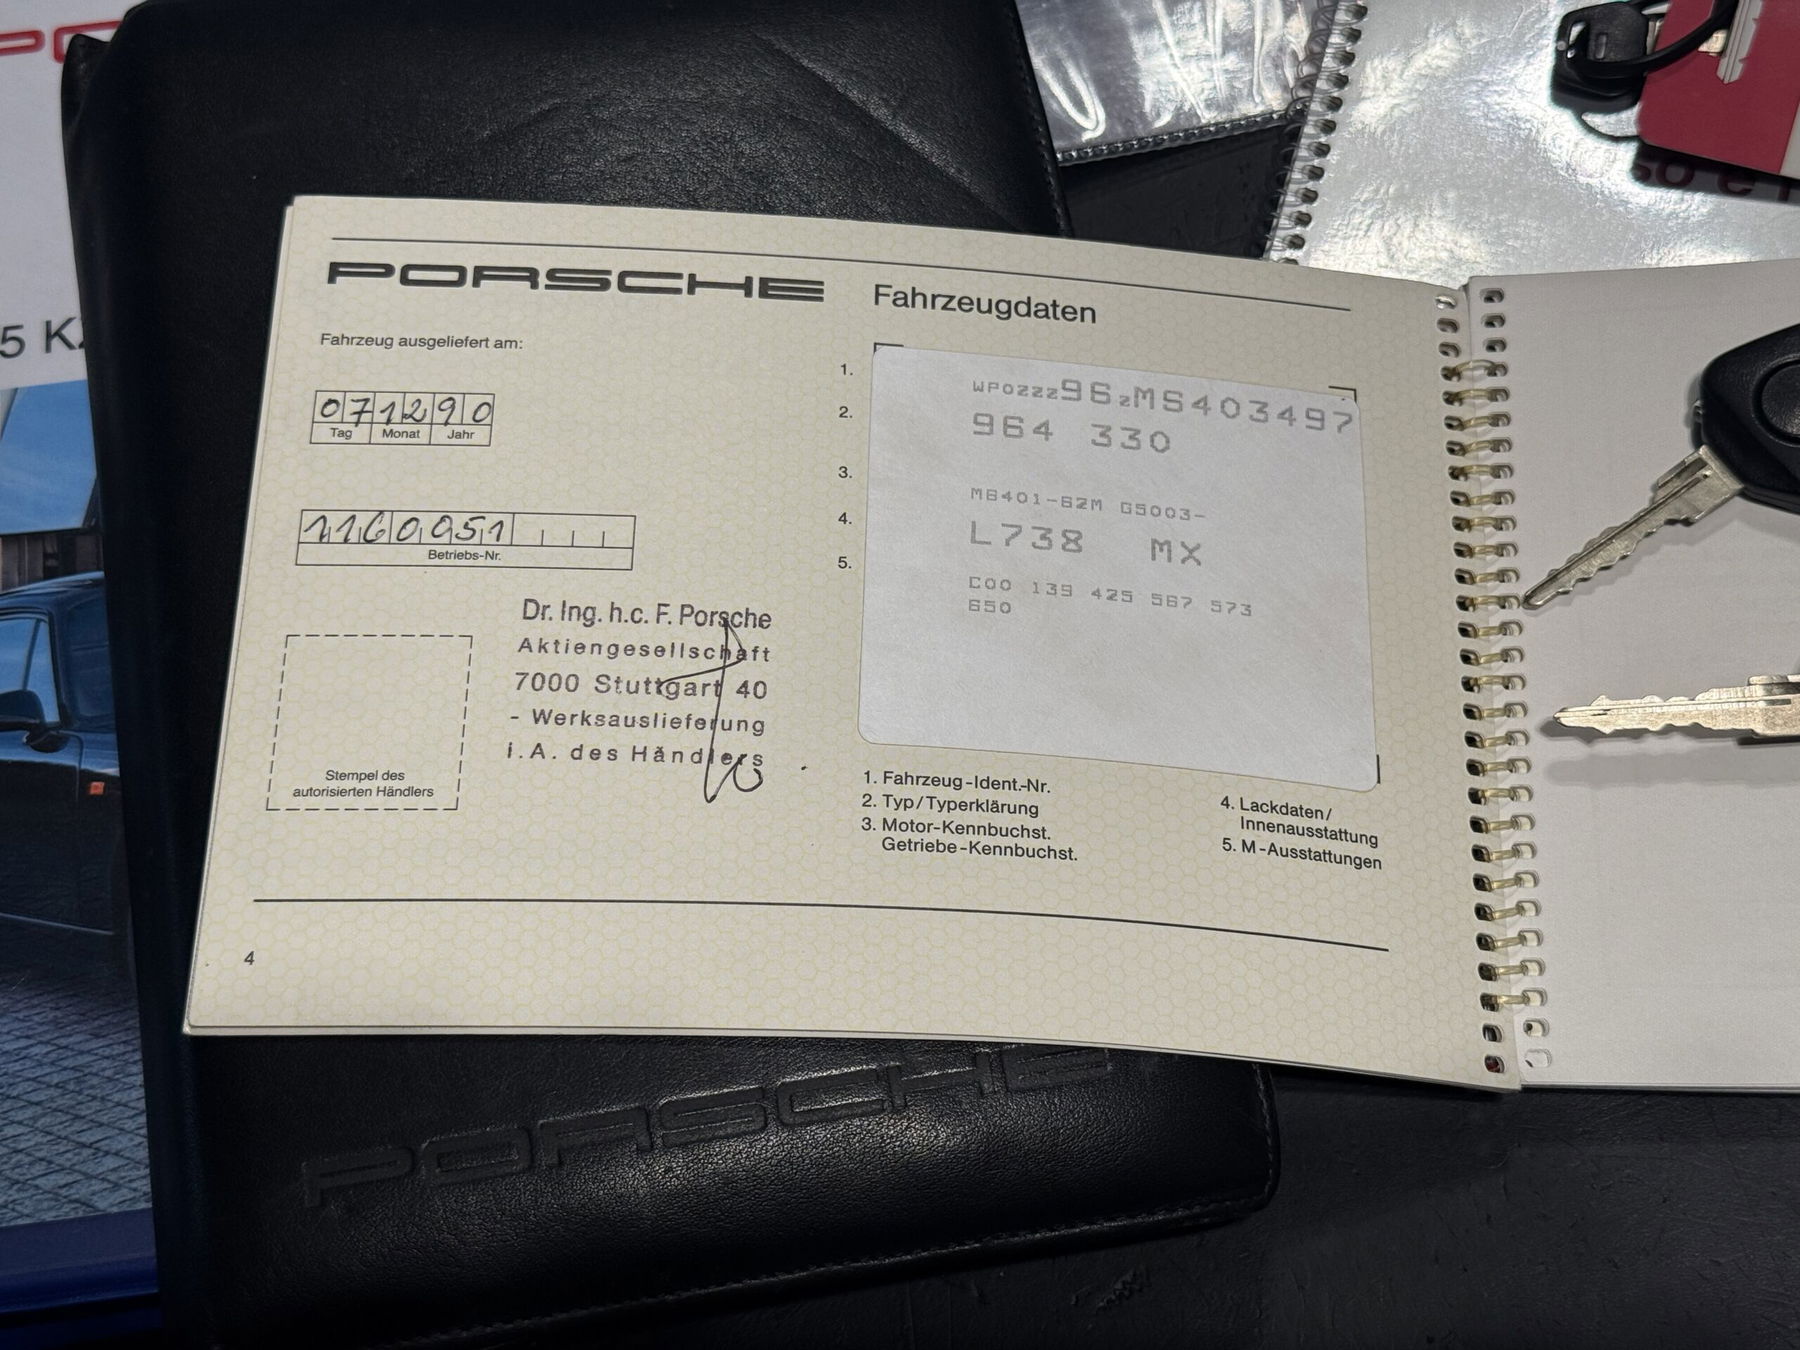 PORSCHE
Fahrzeugdaten
Fahrzeug ausgeliefert am:
071290
Tag Monat Jahr
1160051
Betriebs-Nr.
Dr. Ing. h.c. F. Porsche
Aktiengesellschaft
7000 Stuttgart 40
- Werksauslieferung
i.A. des Händlers
Stempel des
autorisierten Händlers
1.
2.
3.
4.
5.
WP0ZZZ96ZMS403497
964 330
M6401-62M G5003-
L738 MX
C00 139 425 567 573
650
1. Fahrzeug-Ident.-Nr.
2. Typ/Typerklärung
3. Motor-Kennbuchst.
Getriebe-Kennbuchst.
4. Lackdaten/
Innenausstattung
5. M-Ausstattungen
4
PORSCHE